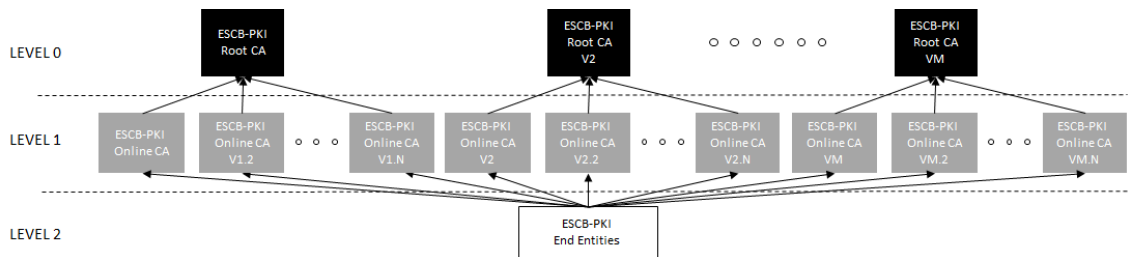 LEVEL 0
ESCB-PKI
Root CA
ESCB-PKI
Root CA
V2
ESCB-PKI
Root CA
VM
LEVEL 1
ESCB-PKI
Online CA
ESCB-PKI
Online CA
V1.2
ESCB-PKI
Online CA
V1.N
ESCB-PKI
Online CA
V2
ESCB-PKI
Online CA
V2.2
ESCB-PKI
Online CA
V2.N
ESCB-PKI
Online CA
VM
ESCB-PKI
Online CA
VM.2
ESCB-PKI
Online CA
VM.N
LEVEL 2
ESCB-PKI
End Entities